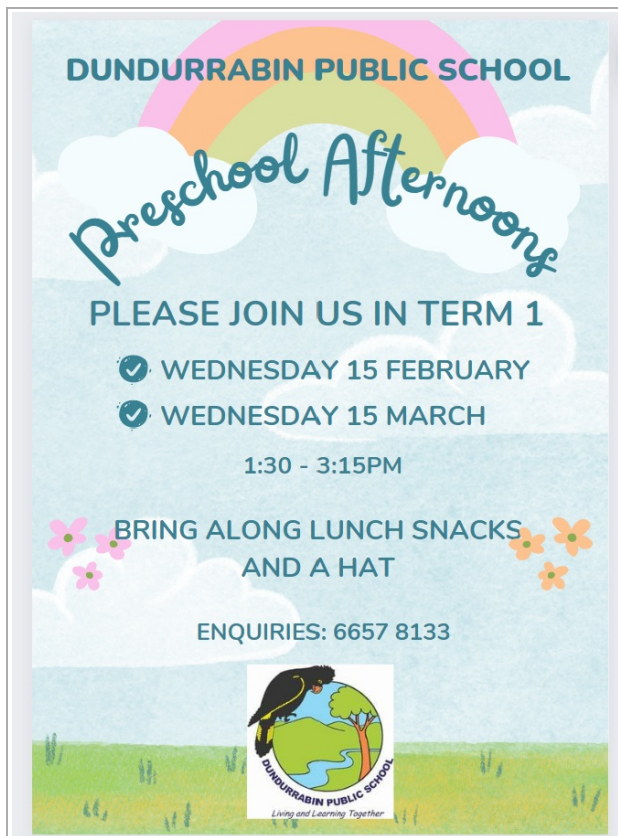 DUNDURRABIN PUBLIC SCHOOL
Preschool Afternoons
PLEASE JOIN US IN TERM 1
WEDNESDAY 15 FEBRUARY
WEDNESDAY 15 MARCH
1:30 - 3:15PM
BRING ALONG LUNCH SNACKS
AND A HAT
ENQUIRIES: 6657 8133
DUNDURRABIN PUBLIC SCHOOL
Living and Learning Together